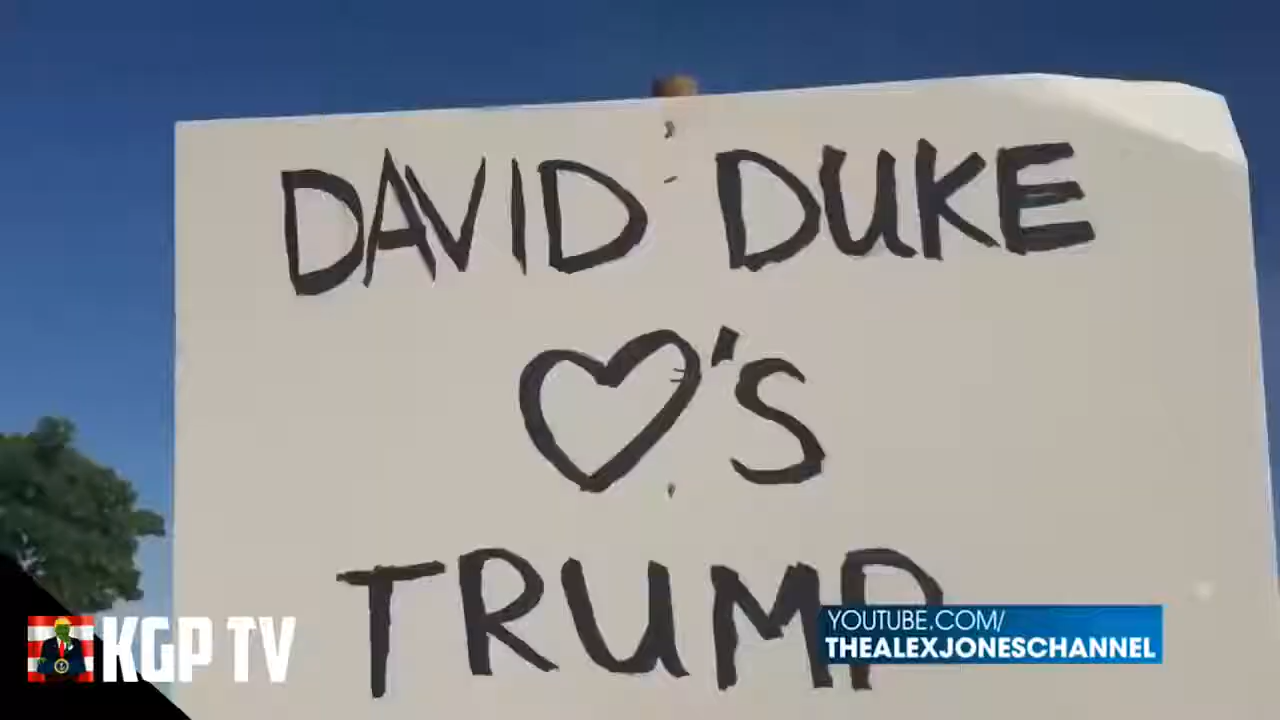 DAVID DUKE
♡'S
TRUMP
YOUTUBE.COM/
THEALEXJONESCHANNEL
KGP TV